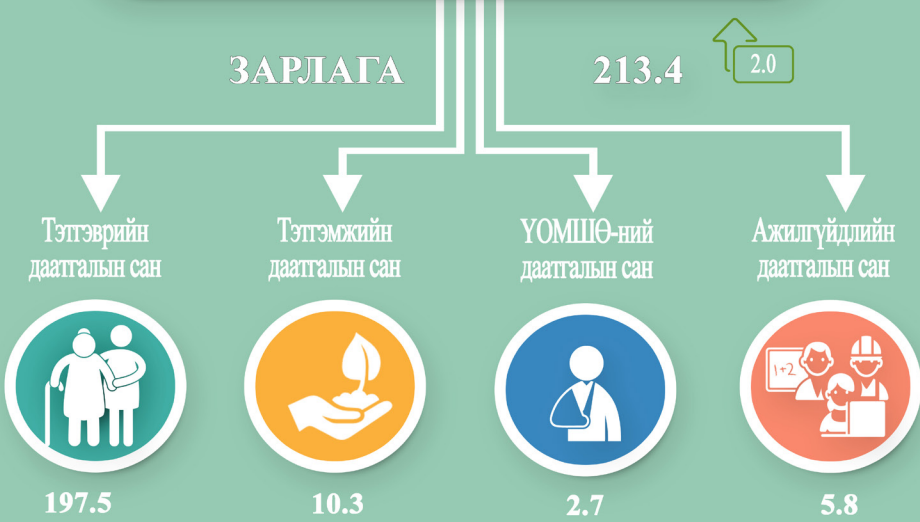 ЗАРЛАГА 213.4 2.0
Тэтгэврийн
даатгалын сан
Тэтгэмжийн
даатгалын сан
ҮОМШӨ-ний
даатгалын сан
Ажилгүйдлийн
даатгалын сан
1+2
197.5 10.3 2.7 5.8